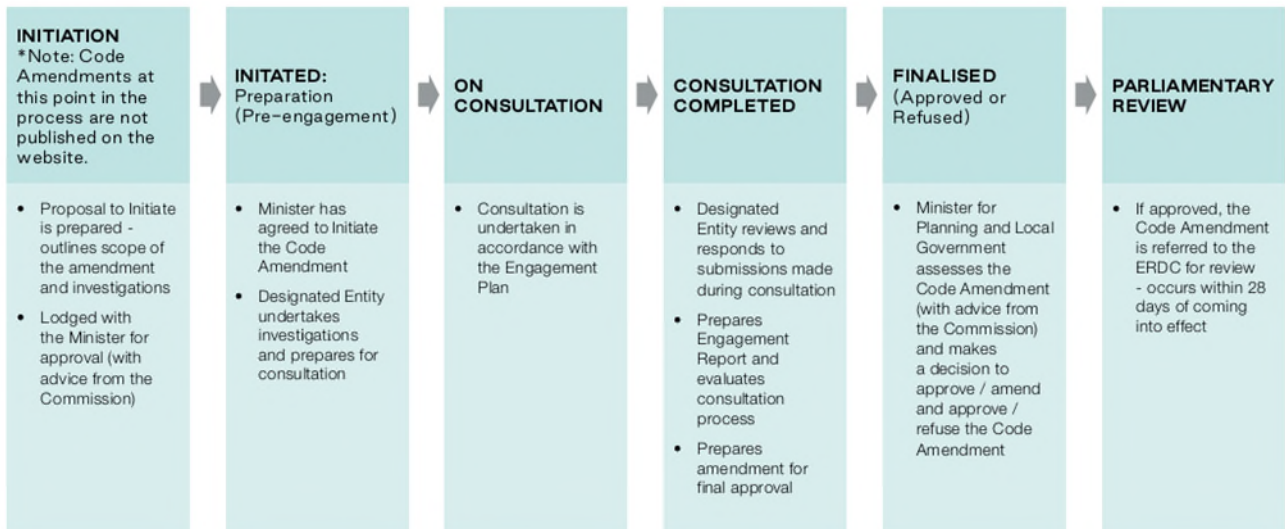 INITIATION
*Note: Code
Amendments at
this point in the
process are not
published on the
website.
• Proposal to Initiate
is prepared -
outlines scope of
the amendment
and investigations
• Lodged with
the Minister for
approval (with
advice from the
Commission)
INITATED:
Preparation
(Pre-engagement)
• Minister has
agreed to Initiate
the Code
Amendment
• Designated Entity
undertakes
investigations
and prepares for
consultation
ON
CONSULTATION
• Consultation is
undertaken in
accordance with
the Engagement
Plan
CONSULTATION
COMPLETED
• Designated
Entity reviews and
responds to
submissions made
during consultation
• Prepares
Engagement
Report and
evaluates
consultation
process
• Prepares
amendment for
final approval
FINALISED
(Approved or
Refused)
• Minister for
Planning and Local
Government
assesses the
Code Amendment
(with advice from
the Commission)
and makes
a decision to
approve / amend
and approve /
refuse the Code
Amendment
PARLIAMENTARY
REVIEW
• If approved, the
Code Amendment
is referred to the
ERDC for review
- occurs within 28
days of coming
into effect